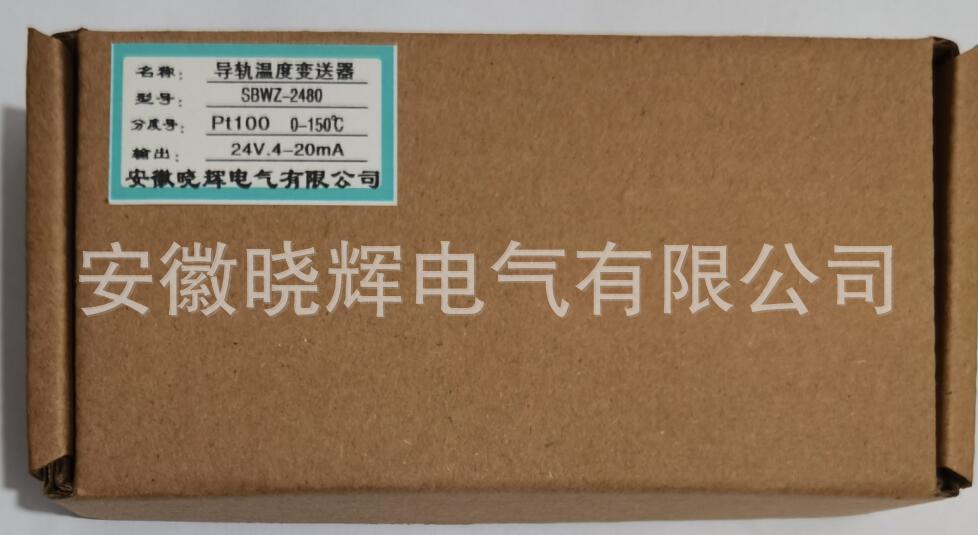 名称: 导轨温度变送器
型号: SBWZ-2480
分度号: Pt100 0-150℃
输出: 24V.4-20mA
安徽晓辉电气有限公司
安徽晓辉电气有限公司